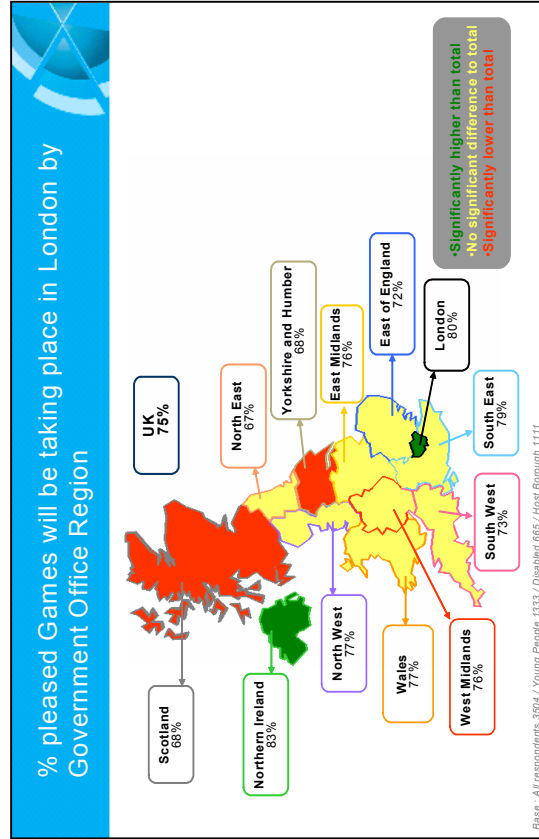 % pleased Games will be taking place in London by
Government Office Region
UK
75%
Scotland
68%
Northern Ireland
83%
North East
67%
Yorkshire and Humber
68%
North West
77%
East Midlands
76%
Wales
77%
West Midlands
76%
East of England
72%
London
80%
South East
79%
South West
73%
•Significantly higher than total
•No significant difference to total
•Significantly lower than total
Base : All respondents 3504 / Young People 1333 / Disabled 665 / Host Borough 1111